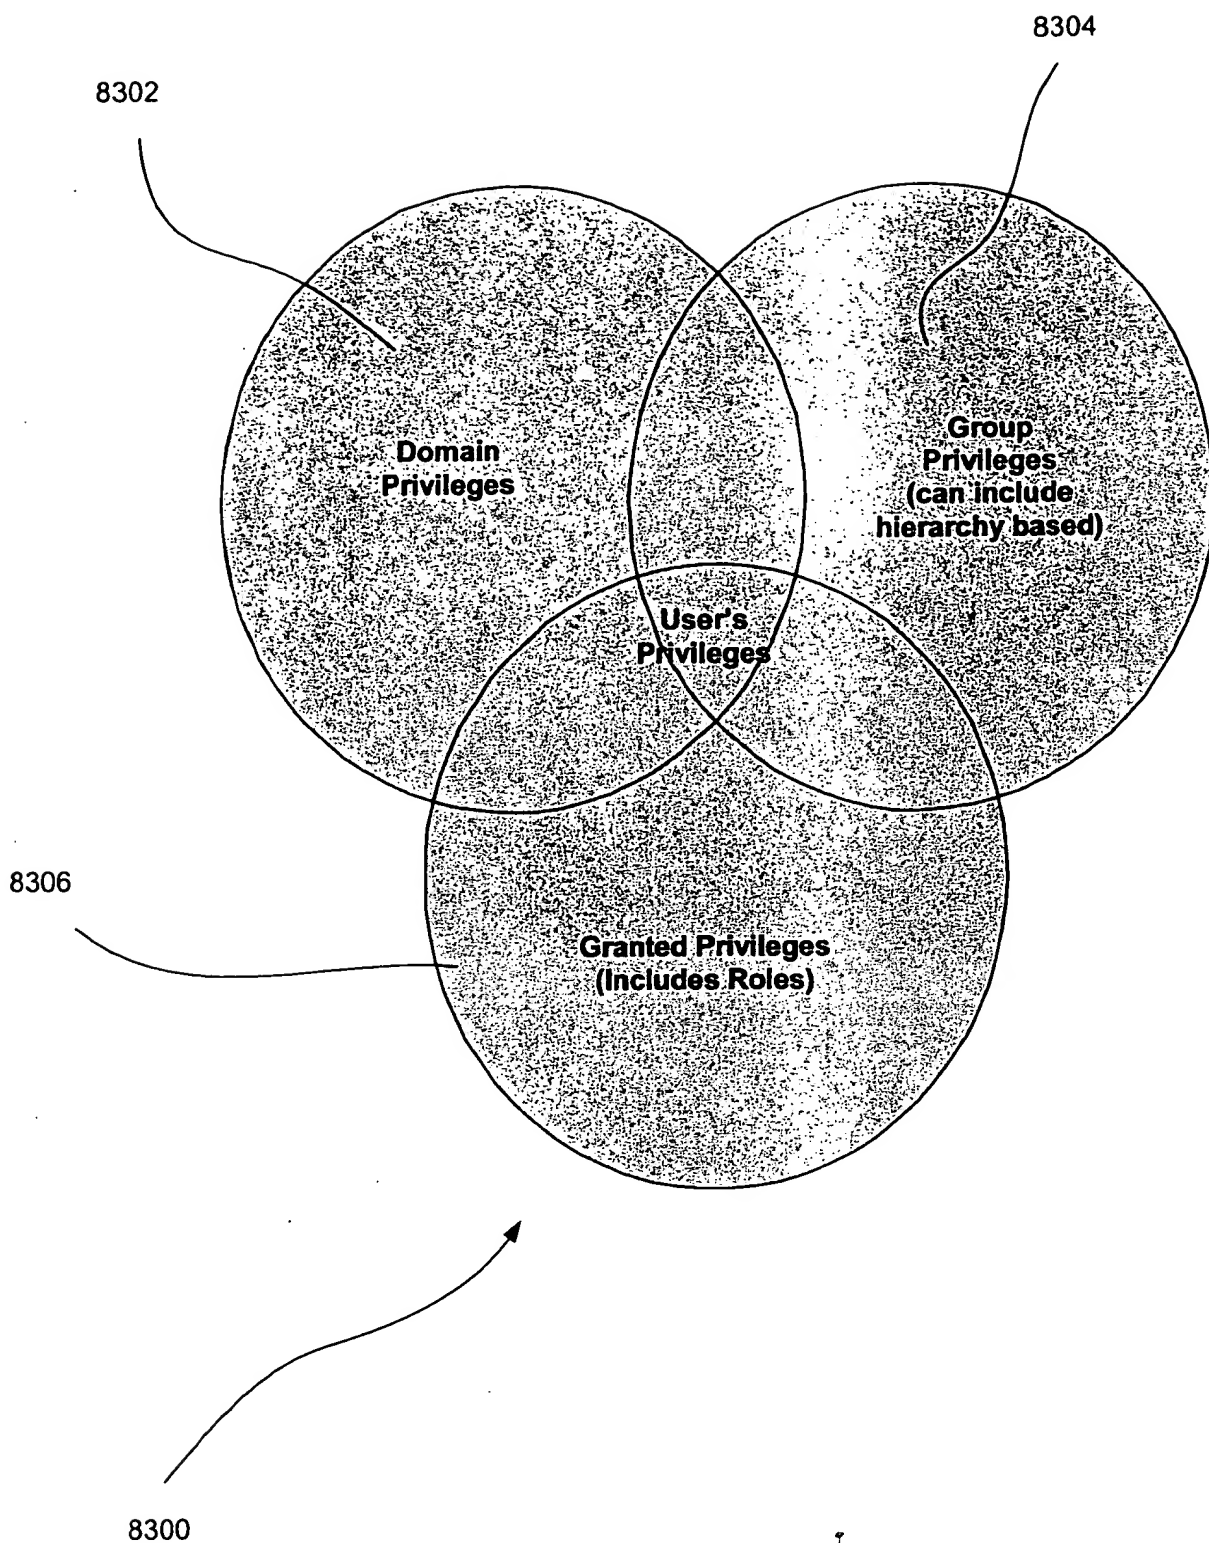 8304
8302
Domain
Privileges
Group
Privileges
(can include
hierarchy based)
User's
Privileges
8306
Granted Privileges
(Includes Roles)
8300